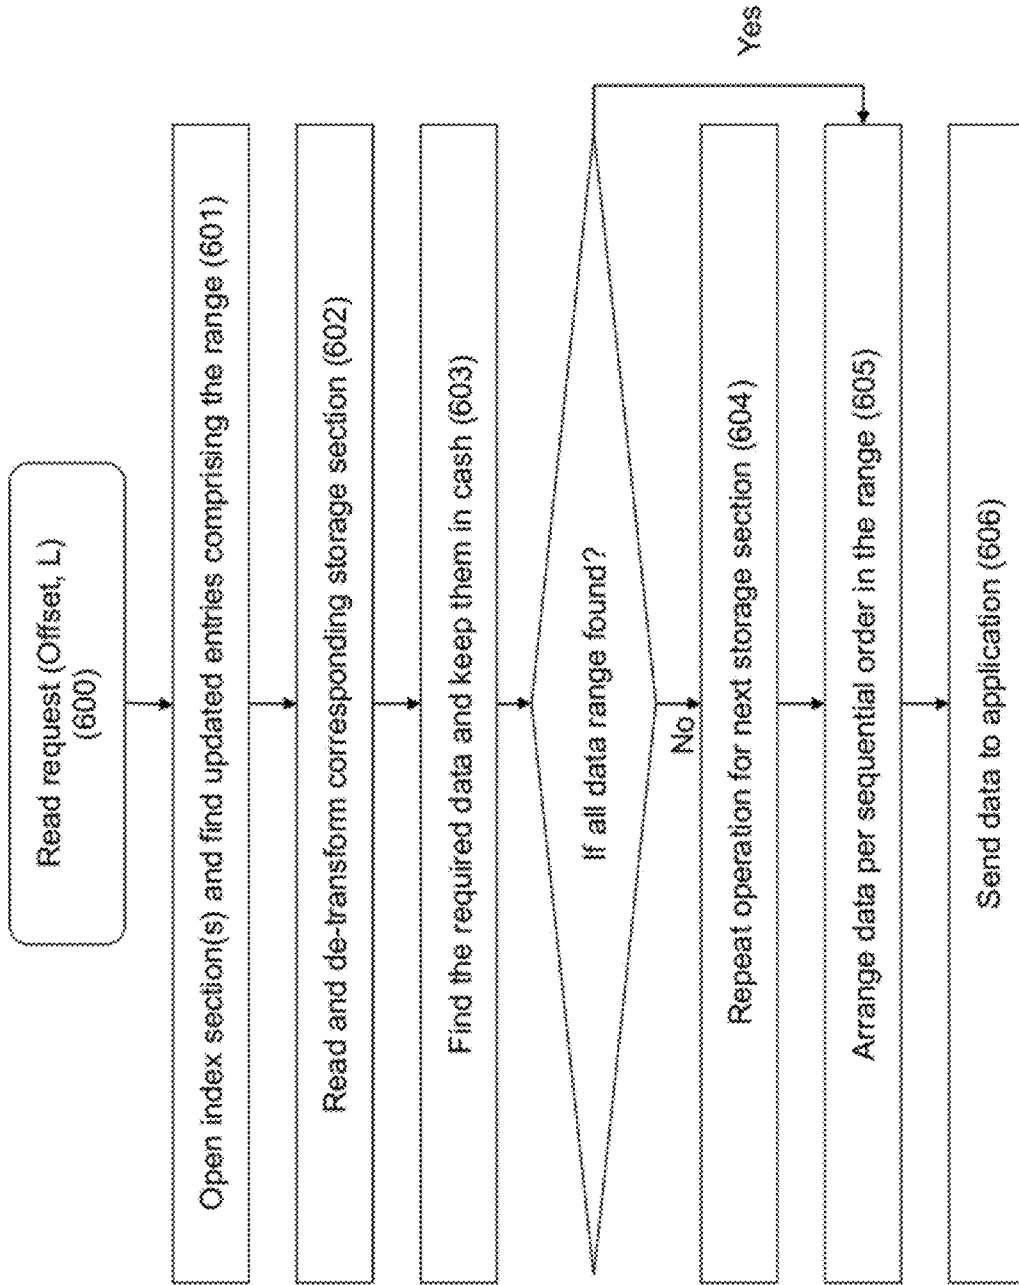 Read request (Offset, L)
(600)
Open index section(s) and find updated entries comprising the range (601)
Read and de-transform corresponding storage section (602)
Find the required data and keep them in cash (603)
If all data range found?
Yes
No
Repeat operation for next storage section (604)
Arrange data per sequential order in the range (605)
Send data to application (606)